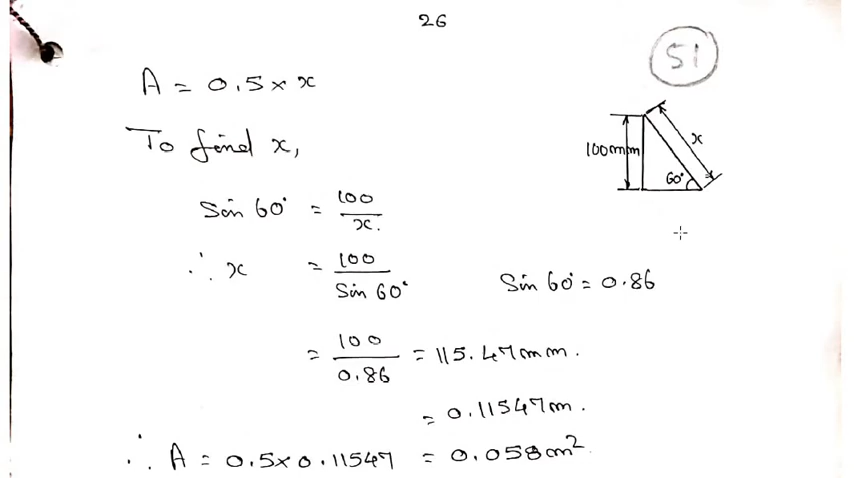 26
51
A = 0.5 × x
To find x,
100mm
x
60°
Sin 60° = 100/x.
∴ x = 100/Sin 60°
Sin 60° = 0.86
= 100/0.86 = 115.47mm.
= 0.11547m.
∴ A = 0.5×0.11547 = 0.058m²